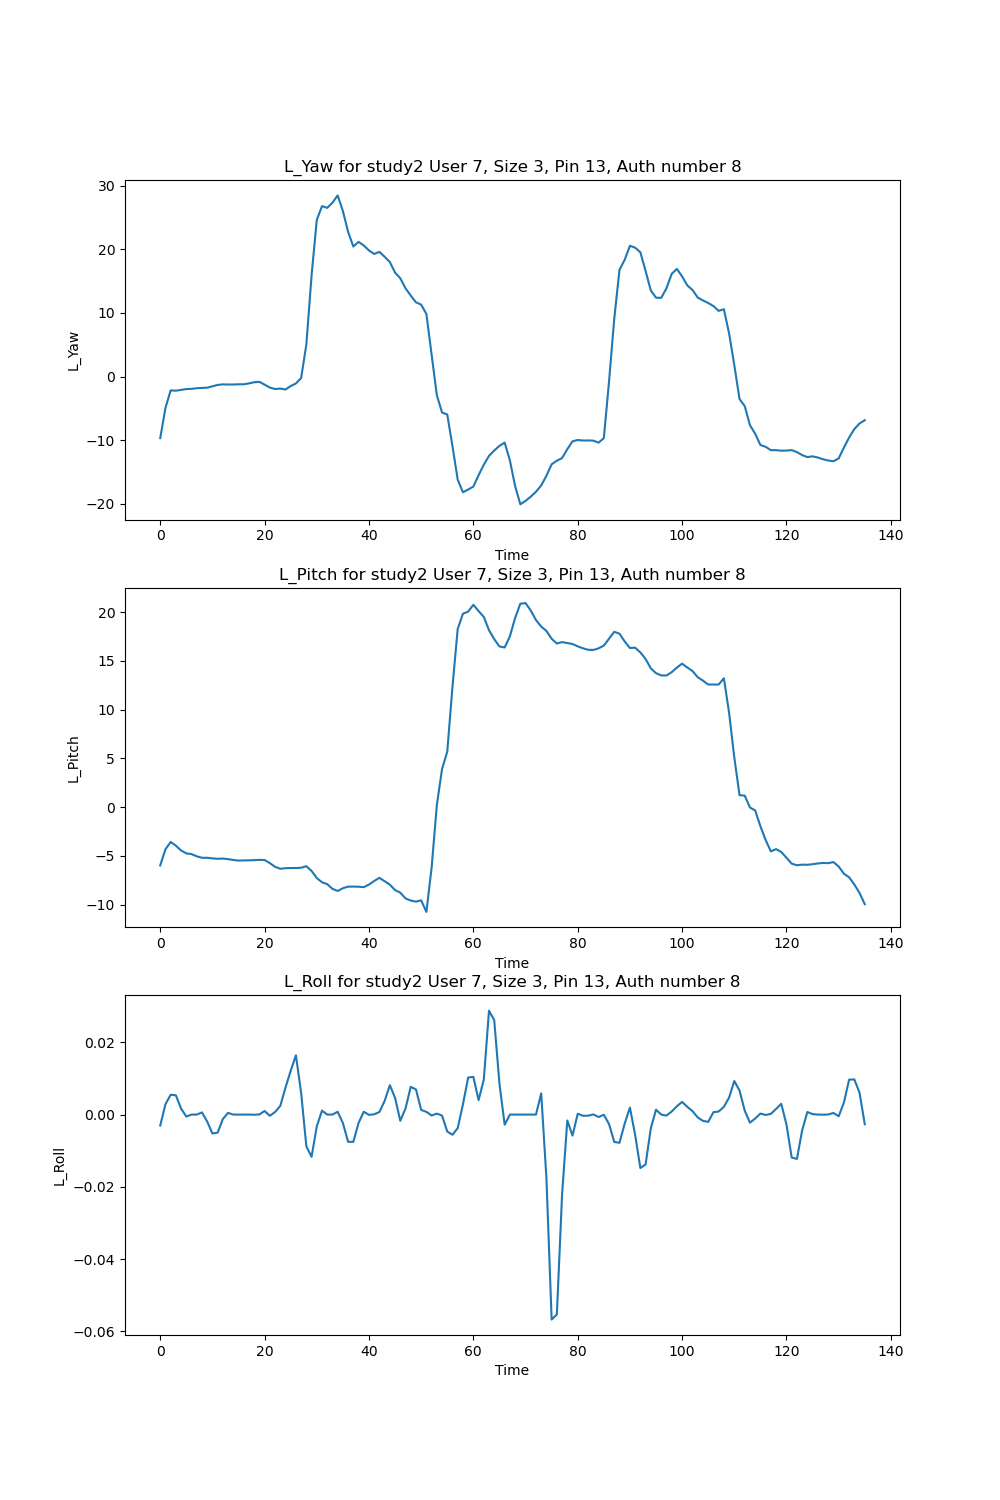 L_Yaw for study2 User 7, Size 3, Pin 13, Auth number 8
30
20
10
0
−10
−20
L_Yaw
0 20 40 60 80 100 120 140
Time
L_Pitch for study2 User 7, Size 3, Pin 13, Auth number 8
20
15
10
5
0
−5
−10
L_Pitch
0 20 40 60 80 100 120 140
Time
L_Roll for study2 User 7, Size 3, Pin 13, Auth number 8
0.02
0.00
−0.02
−0.04
−0.06
L_Roll
0 20 40 60 80 100 120 140
Time